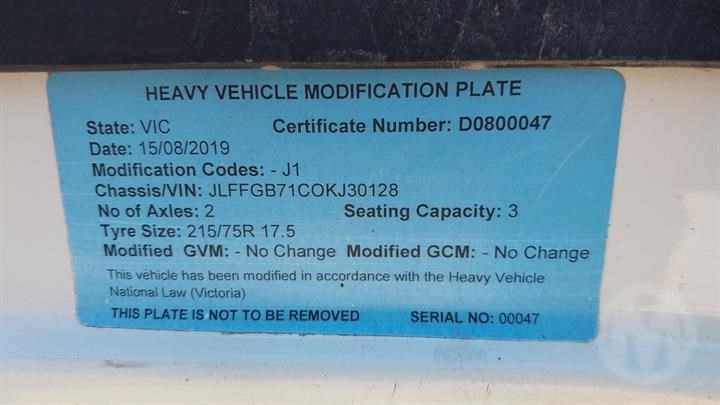 HEAVY VEHICLE MODIFICATION PLATE
State: VIC Certificate Number: D0800047
Date: 15/08/2019
Modification Codes: - J1
Chassis/VIN: JLFFGB71COKJ30128
No of Axles: 2 Seating Capacity: 3
Tyre Size: 215/75R 17.5
Modified GVM: - No Change Modified GCM: - No Change
This vehicle has been modified in accordance with the Heavy Vehicle
National Law (Victoria)
THIS PLATE IS NOT TO BE REMOVED SERIAL NO: 00047
M